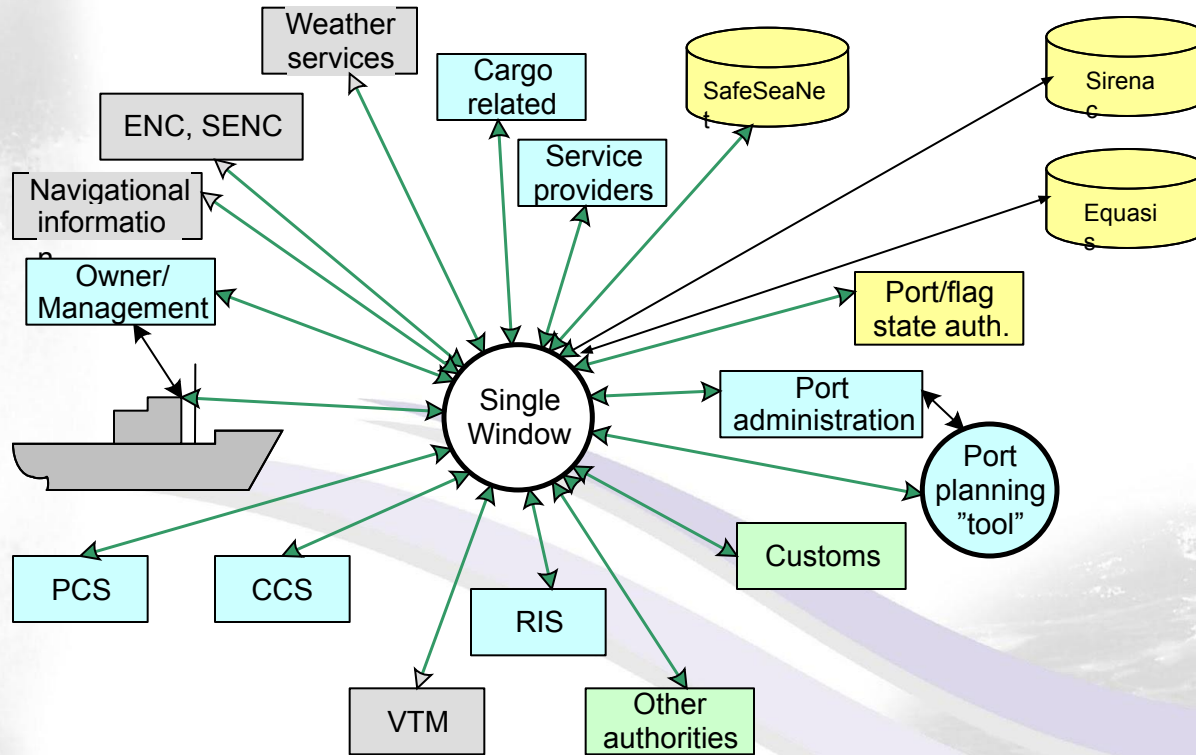 Weather
services
Cargo
related
SafeSeaNe
t
Sirena
c
ENC, SENC
Service
providers
Navigational
informatio
n
Equasi
s
Owner/
Management
Port/flag
state auth.
Single
Window
Port
administration
Port
planning
”tool”
PCS
CCS
RIS
Customs
VTM
Other
authorities